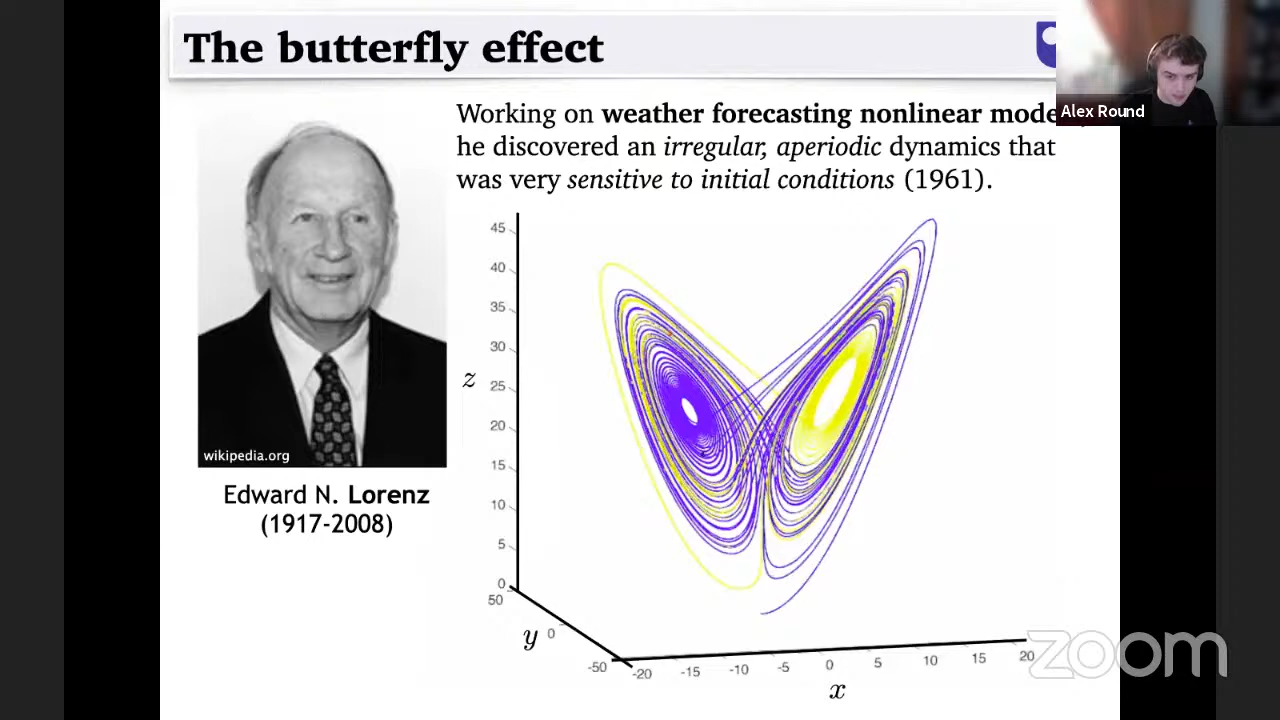 The butterfly effect
Alex Round
Working on weather forecasting nonlinear mode
he discovered an irregular, aperiodic dynamics that
was very sensitive to initial conditions (1961).
wikipedia.org
Edward N. Lorenz
(1917-2008)
45
40
35
30
z
25
20
15
10
5
0
50
y 0
-50
-20 -15 -10 -5 0 5 10 15 20
x
zoom